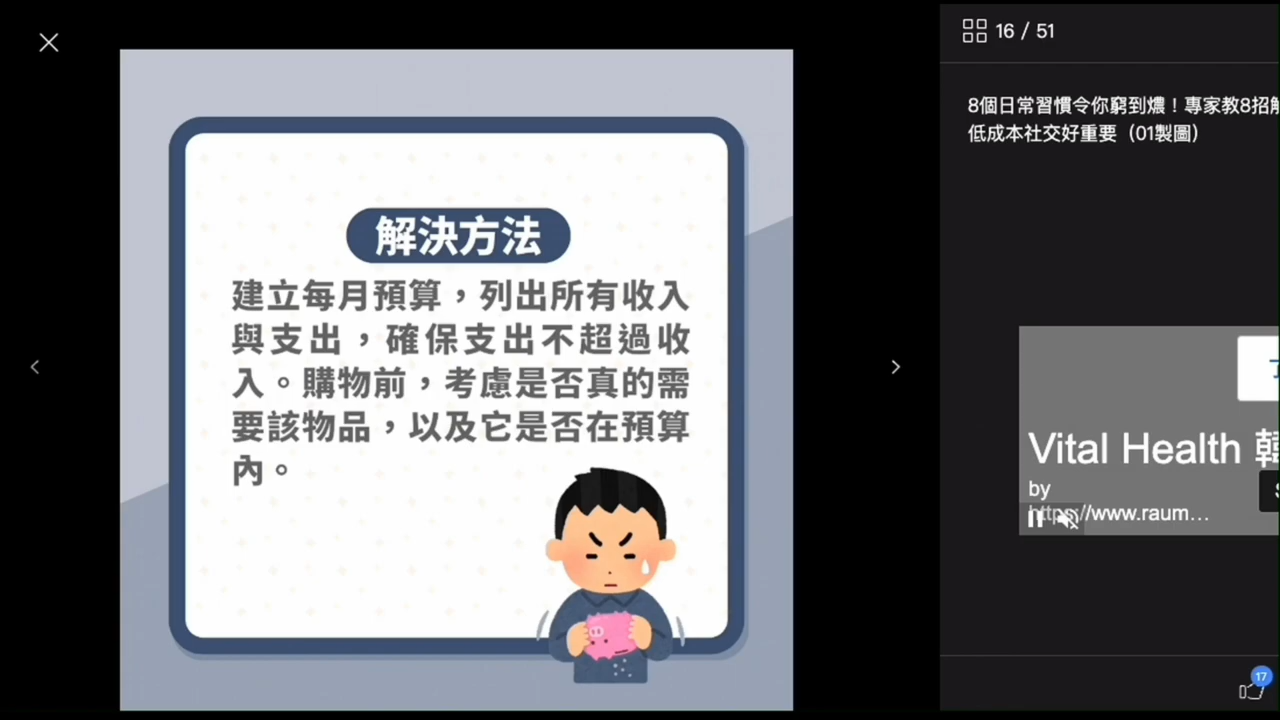 16 / 51
8個日常習慣令你窮到燶！專家教8招
低成本社交好重要（01製圖）
解決方法
建立每月預算，列出所有收入
與支出，確保支出不超過收
入。購物前，考慮是否真的需
要該物品，以及它是否在預算
內。
Vital Health 韓
by
https://www.raum…
17